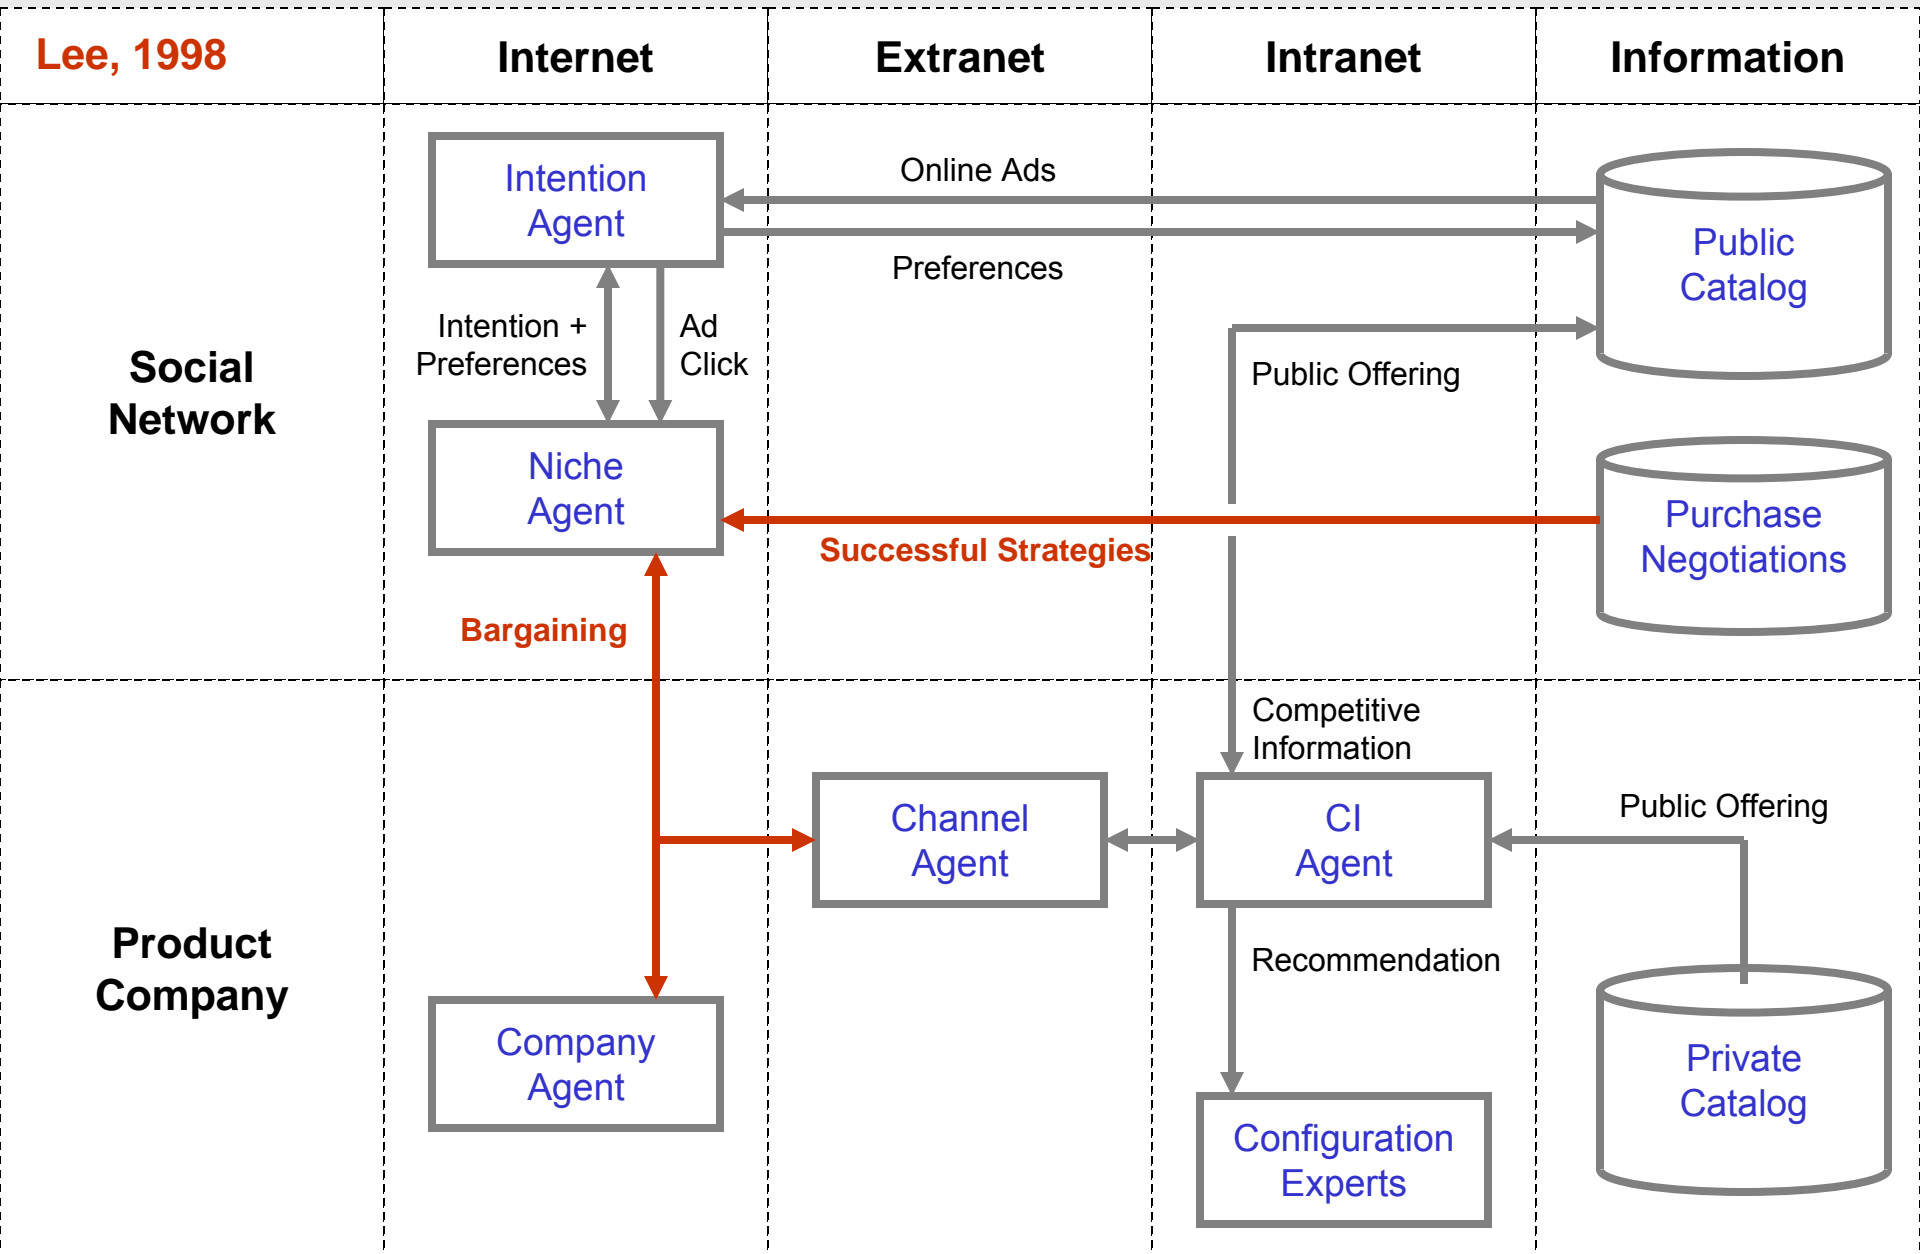 Lee, 1998
Internet
Extranet
Intranet
Information
Social
Network
Intention
Agent
Online Ads
Preferences
Public
Catalog
Intention +
Preferences
Ad
Click
Public Offering
Niche
Agent
Successful Strategies
Purchase
Negotiations
Bargaining
Product
Company
Competitive
Information
Channel
Agent
CI
Agent
Public Offering
Recommendation
Company
Agent
Configuration
Experts
Private
Catalog